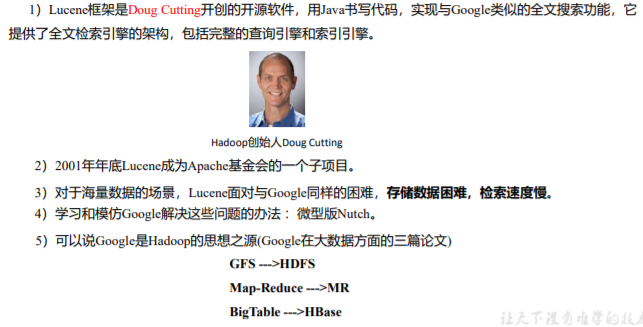 1）Lucene框架是Doug Cutting开创的开源软件，用Java书写代码，实现与Google类似的全文搜索功能，它
提供了全文检索引擎的架构，包括完整的查询引擎和索引引擎。
Hadoop创始人Doug Cutting
2）2001年年底Lucene成为Apache基金会的一个子项目。
3）对于海量数据的场景，Lucene面对与Google同样的困难，存储数据困难，检索速度慢。
4）学习和模仿Google解决这些问题的办法 ：微型版Nutch。
5）可以说Google是Hadoop的思想之源(Google在大数据方面的三篇论文)
GFS --->HDFS
Map-Reduce --->MR
BigTable --->HBase
让天下没有难学的技